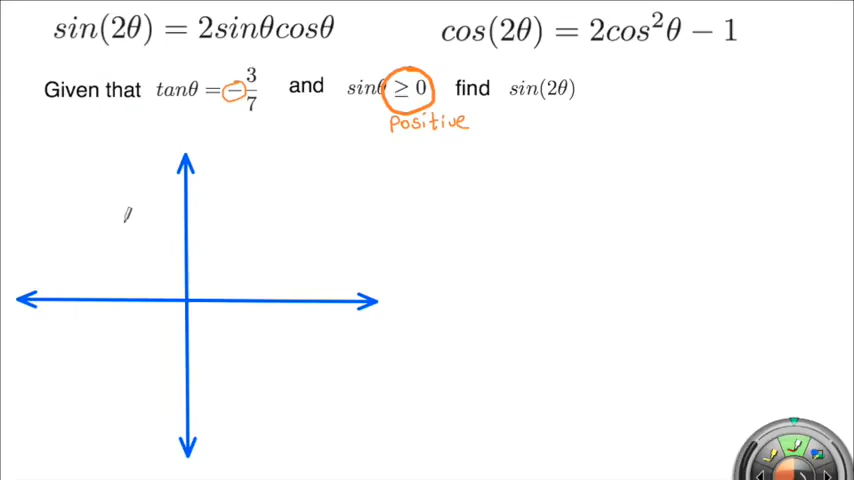 sin(2θ) = 2sinθcosθ cos(2θ) = 2cos²θ − 1
Given that tanθ = −3/7 and sinθ ≥ 0 find sin(2θ)
positive